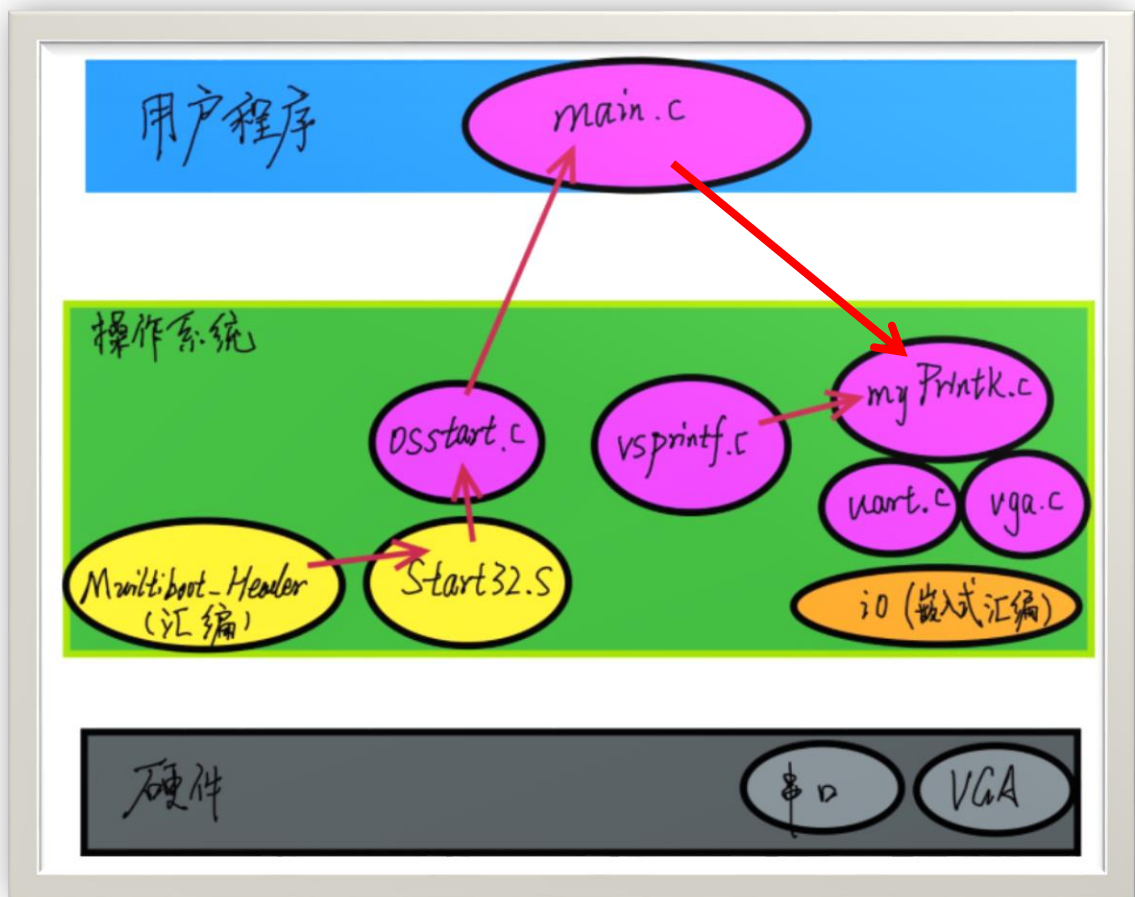 用户程序
main.c
操作系统
osstart.c
vsprintf.c
myPrintk.c
uart.c
vga.c
Multiboot_Header
(汇编)
Start32.S
i0 (嵌入式汇编)
硬件
串口
VGA